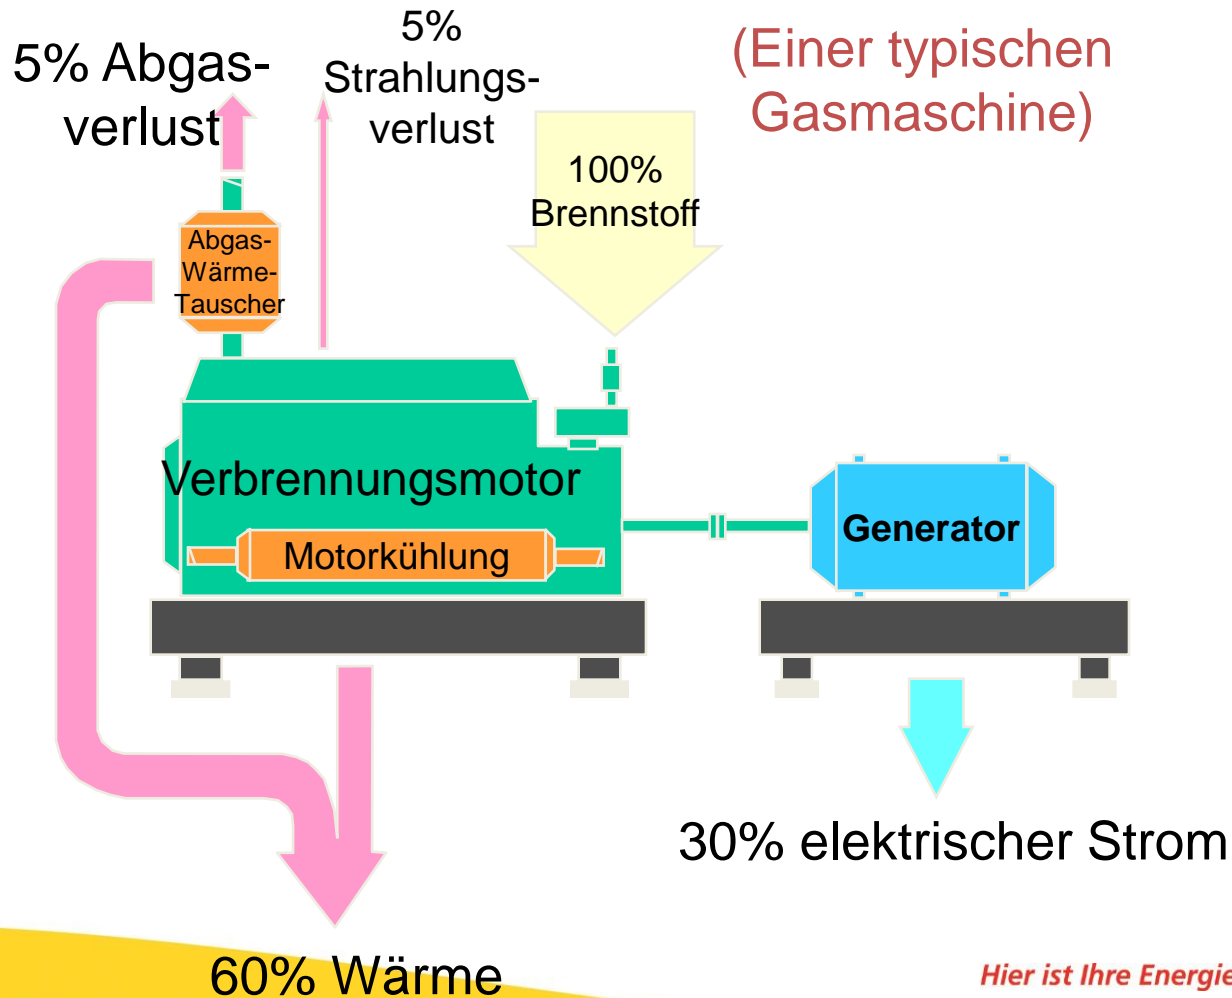 5% Abgas-
verlust
5%
Strahlungs-
verlust
(Einer typischen
Gasmaschine)
100%
Brennstoff
Abgas-
Wärme-
Tauscher
Verbrennungsmotor
Motorkühlung
Generator
30% elektrischer Strom
60% Wärme
Hier ist Ihre Energie